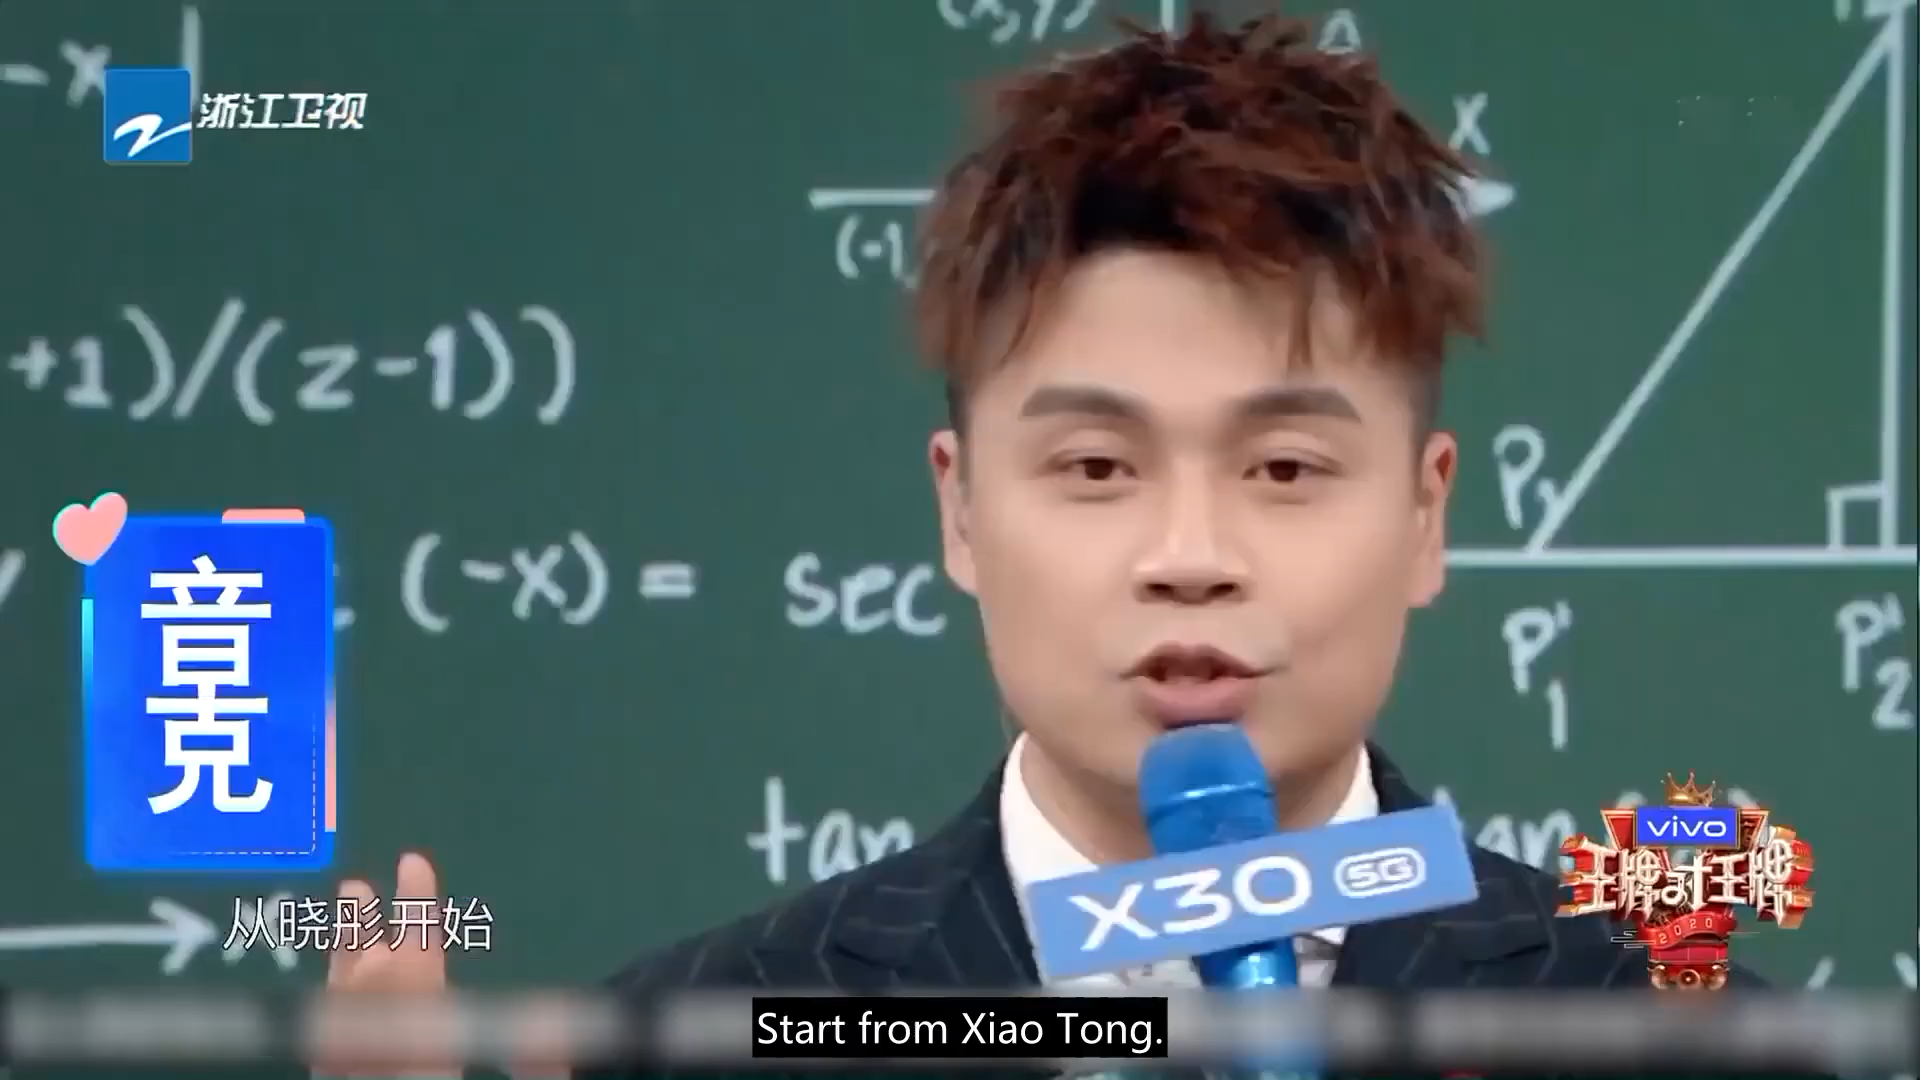 -x
浙江卫视
x
(-1,
+1)/(z-1))
P1
(-x) = sec
P'1
P'2
音
克
tan
tan
X30 5G
vivo
王牌对王牌
2020
从晓彤开始
Start from Xiao Tong.